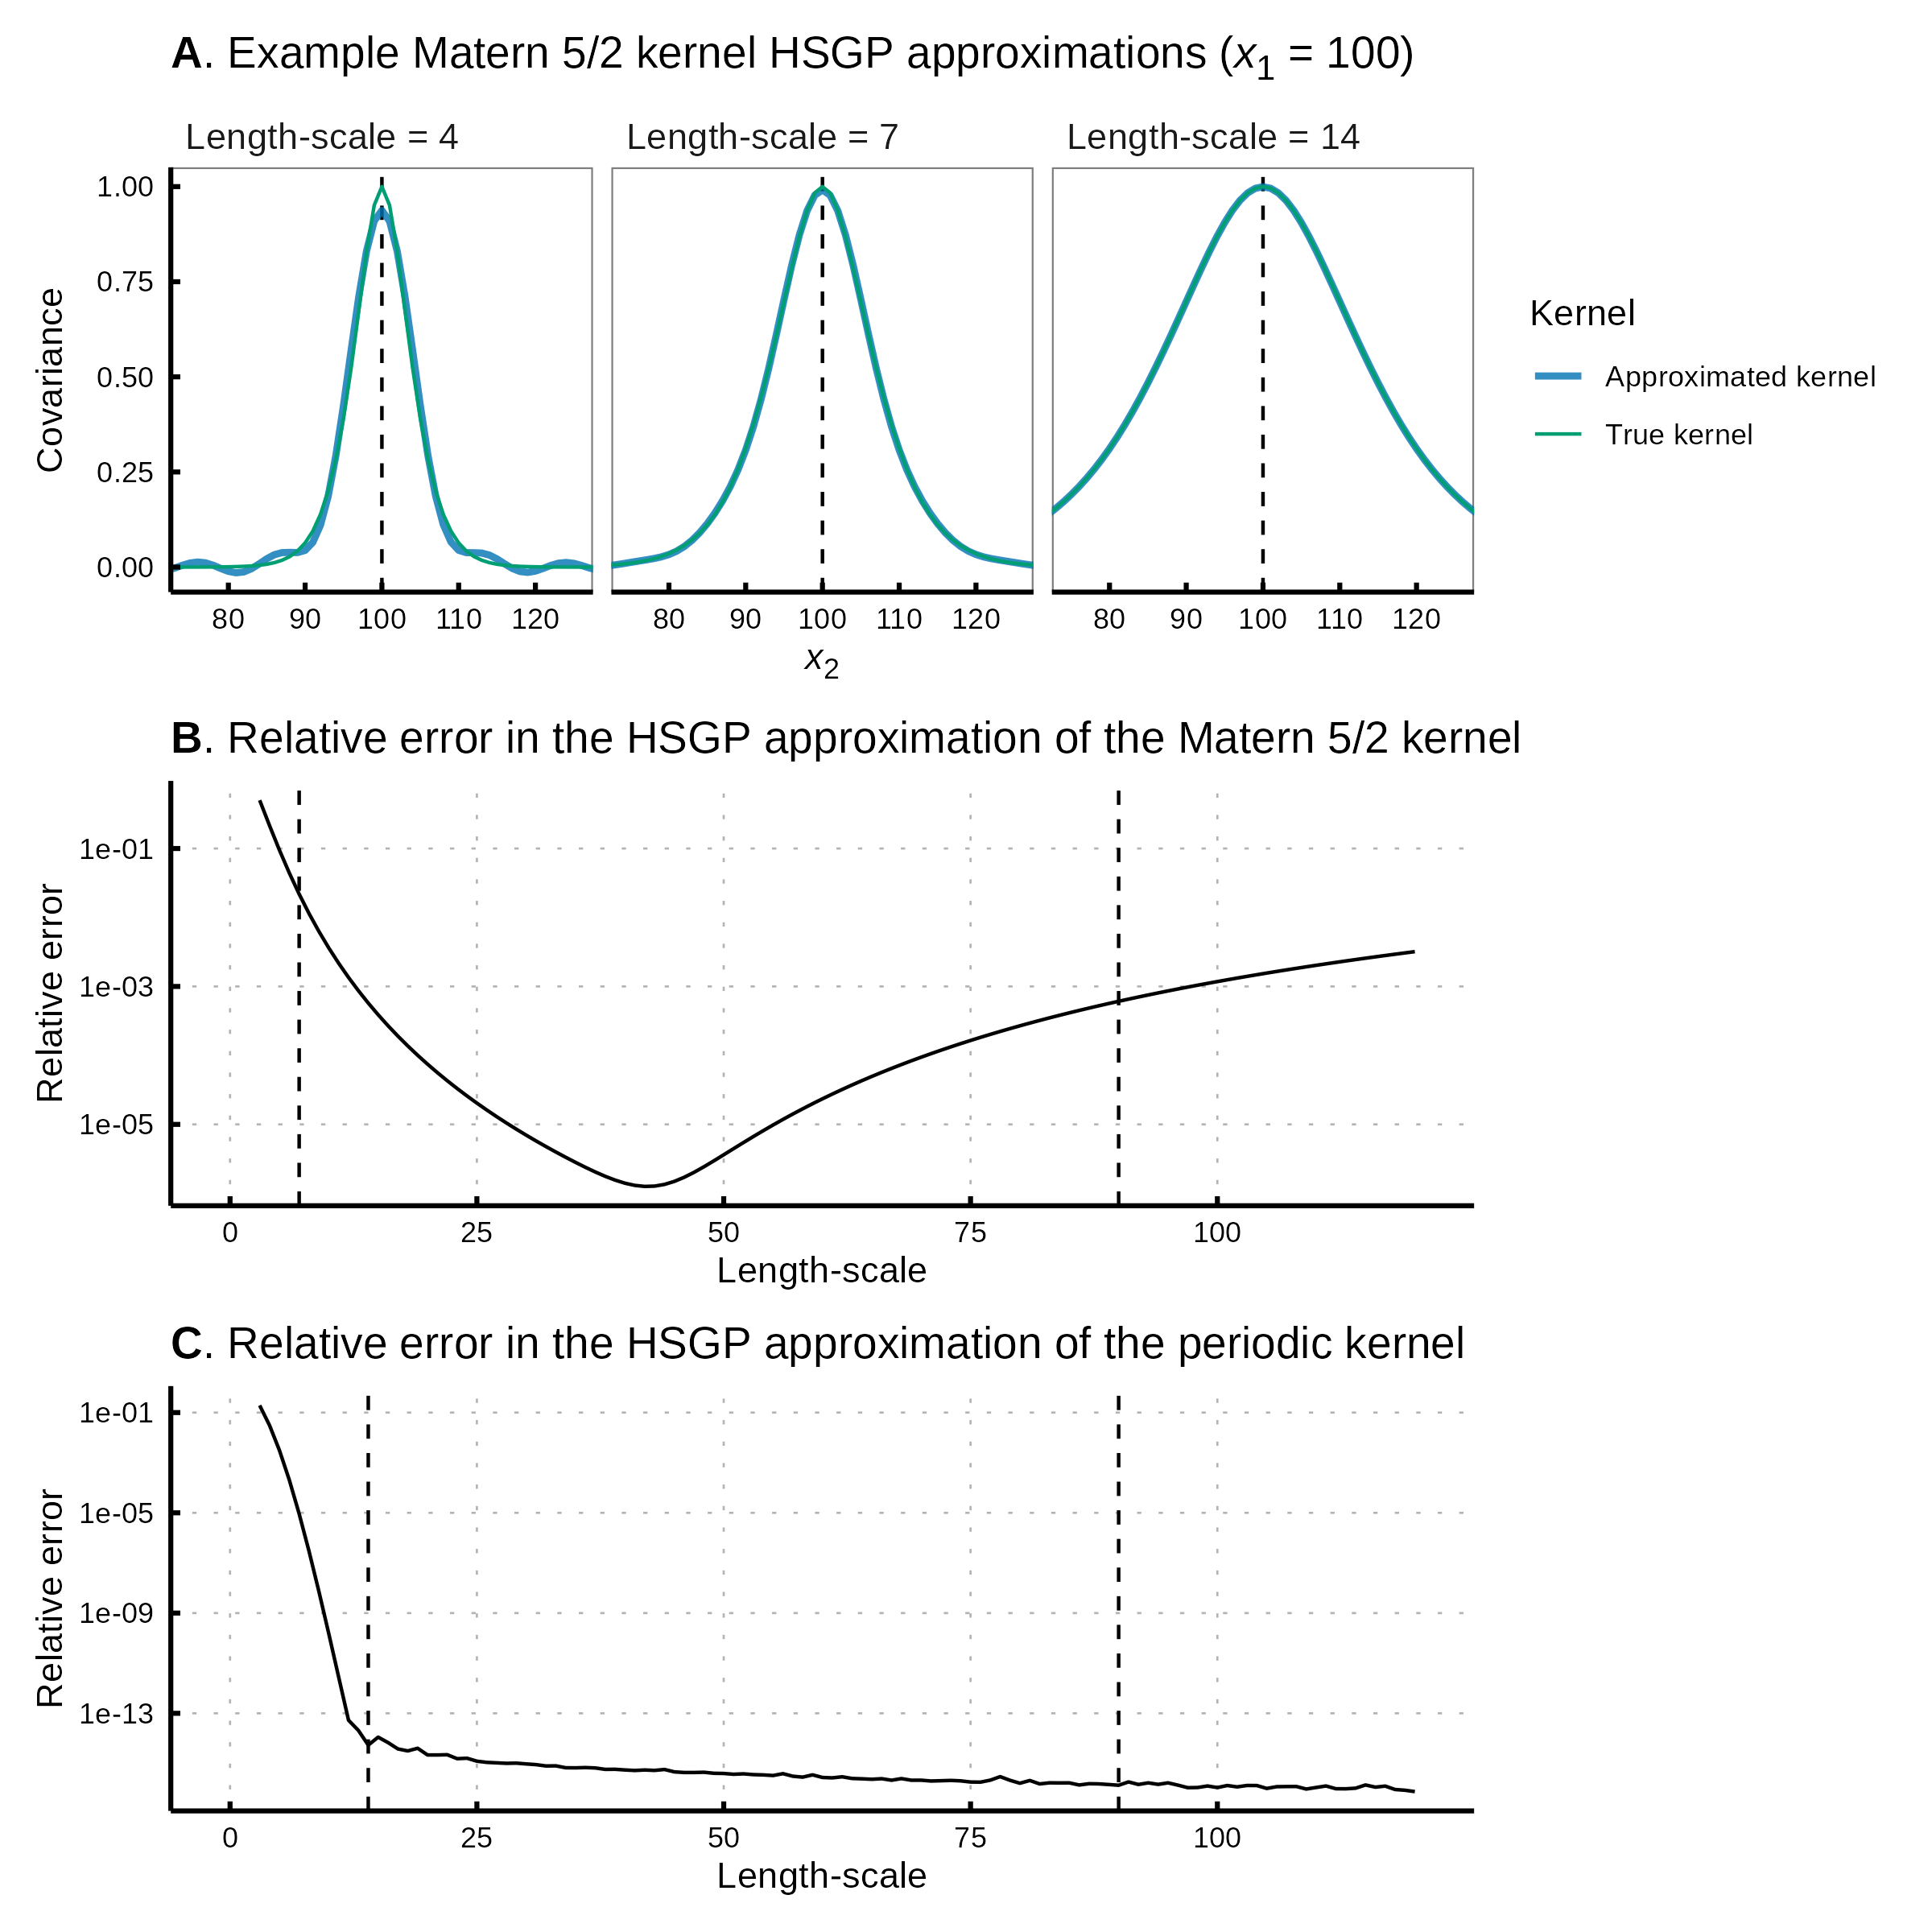 A. Example Matern 5/2 kernel HSGP approximations (x₁ = 100)
Length-scale = 4
Length-scale = 7
Length-scale = 14
Covariance
1.00
0.75
0.50
0.25
0.00
80 90 100 110 120
80 90 100 110 120
80 90 100 110 120
x₂
Kernel
Approximated kernel
True kernel
B. Relative error in the HSGP approximation of the Matern 5/2 kernel
Relative error
1e-01
1e-03
1e-05
0 25 50 75 100
Length-scale
C. Relative error in the HSGP approximation of the periodic kernel
Relative error
1e-01
1e-05
1e-09
1e-13
0 25 50 75 100
Length-scale